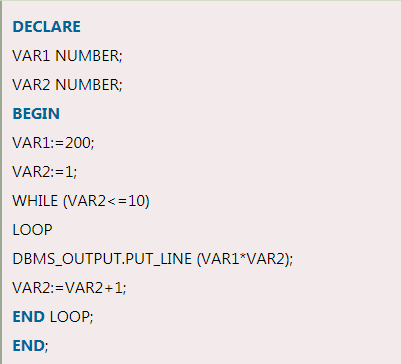 DECLARE
VAR1 NUMBER;
VAR2 NUMBER;
BEGIN
VAR1:=200;
VAR2:=1;
WHILE (VAR2<=10)
LOOP
DBMS_OUTPUT.PUT_LINE (VAR1*VAR2);
VAR2:=VAR2+1;
END LOOP;
END;